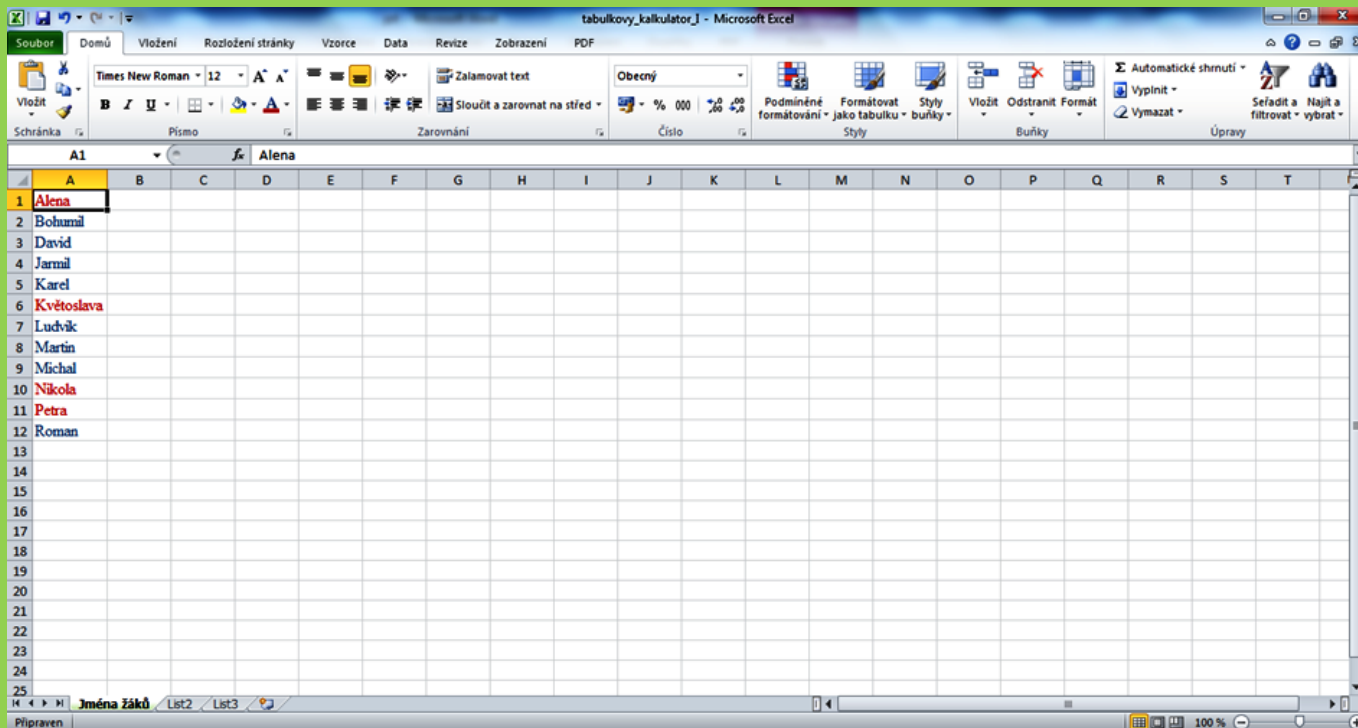 tabulkovy_kalkulator_I - Microsoft Excel
Soubor Domů Vložení Rozložení stránky Vzorce Data Revize Zobrazení PDF
Times New Roman 12 Zalamovat text Obecný Σ Automatické shrnutí
Vyplnit
Vložit B I U A Sloučit a zarovnat na střed % 000 Podmíněné Formátovat Styly Vložit Odstranit Formát Vymazat Seřadit a Najít a
formátování jako tabulku buňky filtrovat vybrat
Schránka Písmo Zarovnání Číslo Styly Buňky Úpravy
A1 fx Alena
A B C D E F G H I J K L M N O P Q R S T
1 Alena
2 Bohumil
3 David
4 Jarmil
5 Karel
6 Květoslava
7 Ludvik
8 Martin
9 Michal
10 Nikola
11 Petra
12 Roman
13
14
15
16
17
18
19
20
21
22
23
24
25
Jména žáků List2 List3
Připraven 100 %